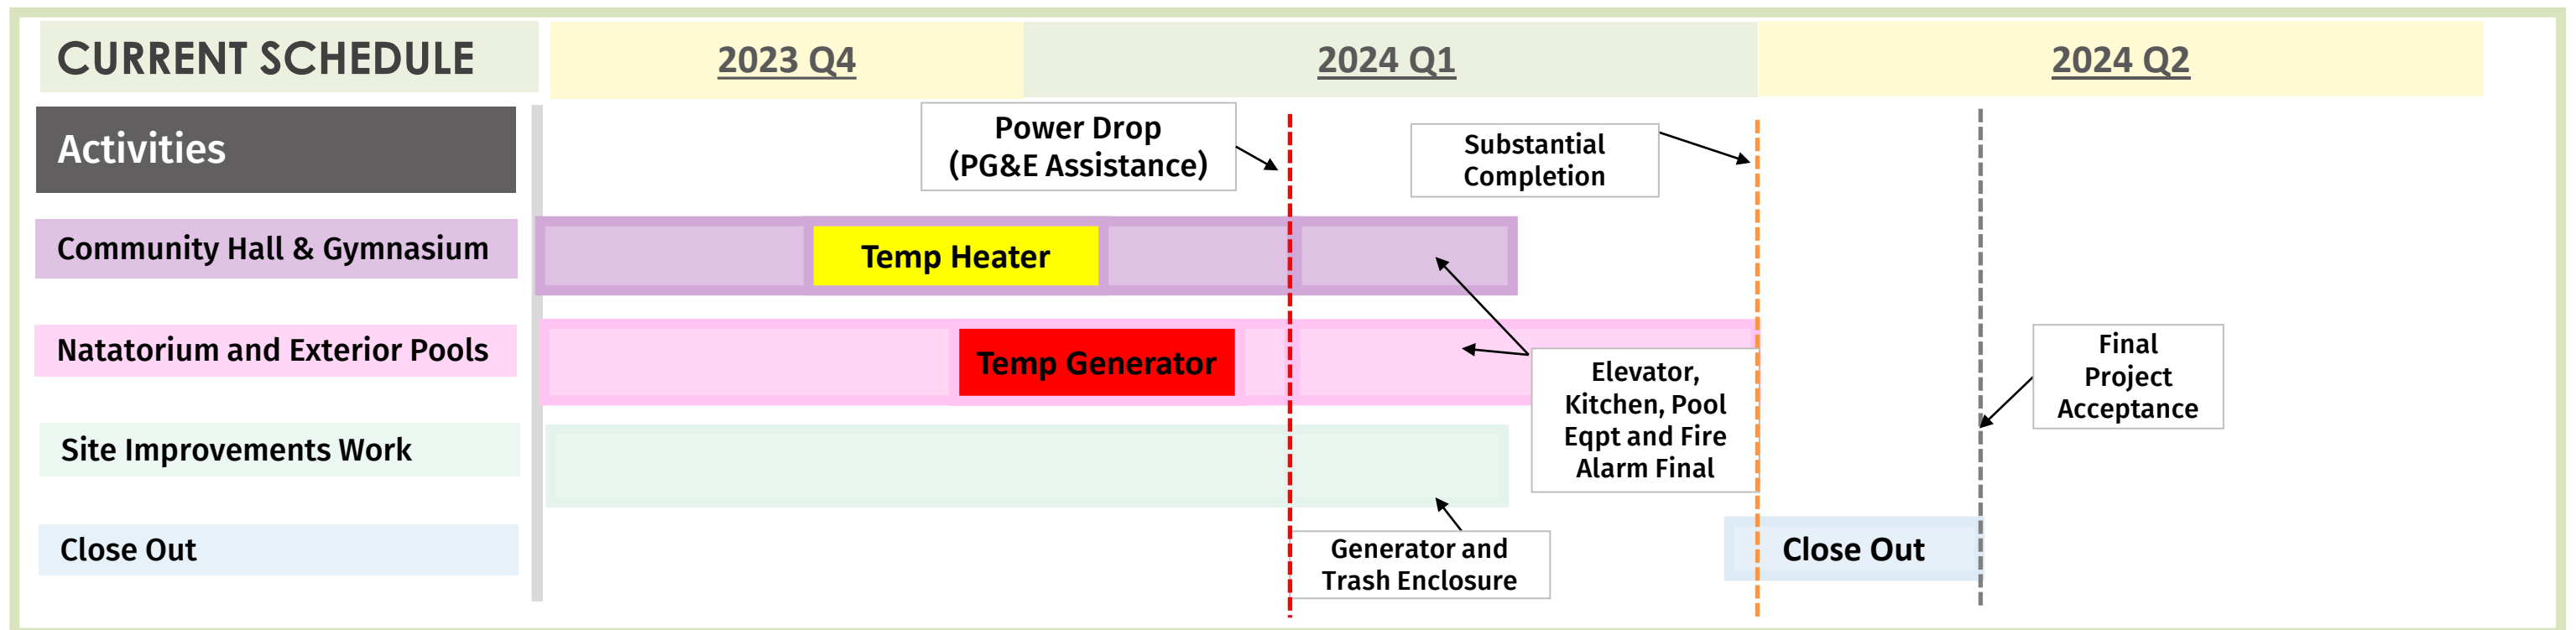 CURRENT SCHEDULE
2023 Q4
2024 Q1
2024 Q2
Activities
Power Drop
(PG&E Assistance)
Substantial
Completion
Community Hall & Gymnasium
Temp Heater
Natatorium and Exterior Pools
Temp Generator
Elevator,
Kitchen, Pool
Eqpt and Fire
Alarm Final
Final
Project
Acceptance
Site Improvements Work
Generator and
Trash Enclosure
Close Out
Close Out